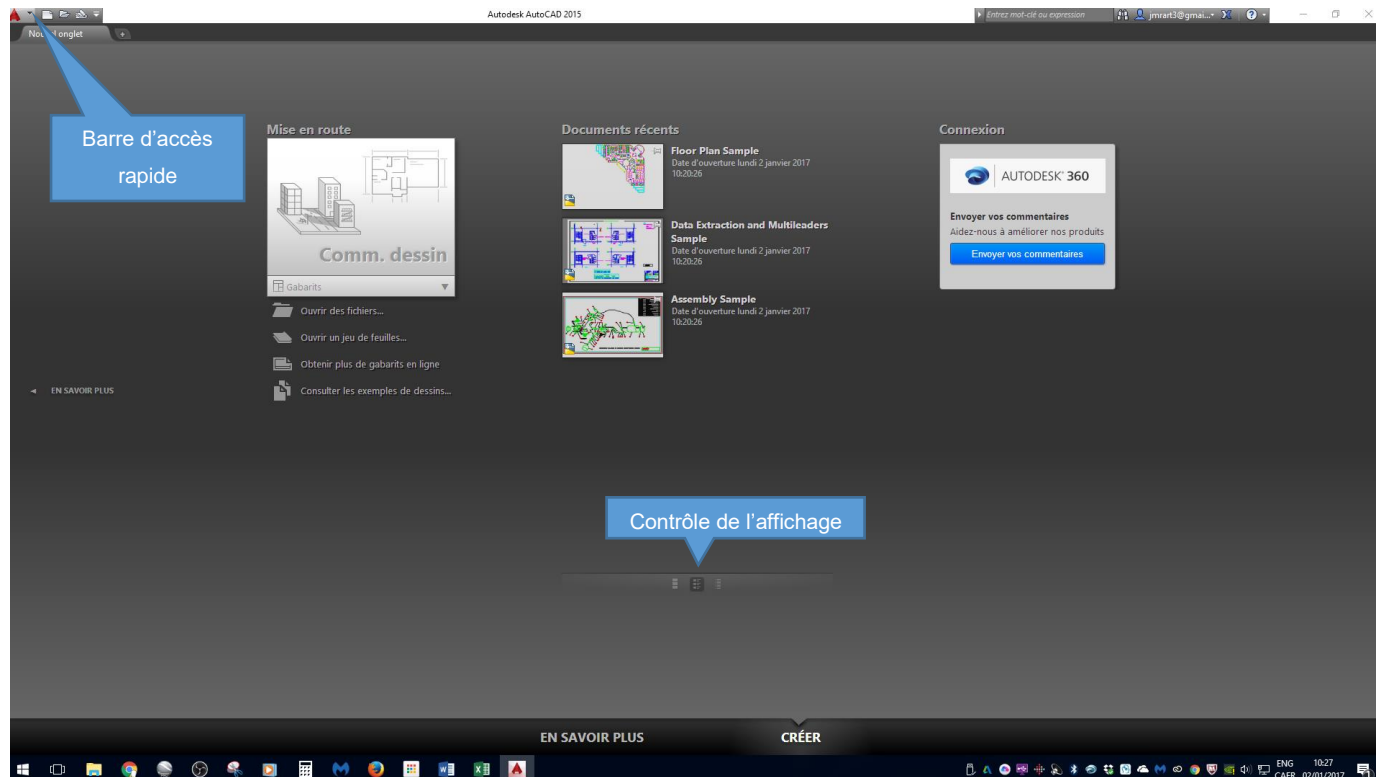 Autodesk AutoCAD 2015
Entrez mot-clé ou expression
jmrart3@gmai...
Nouvel onglet
Barre d’accès
rapide
Mise en route
Comm. dessin
Gabarits
Ouvrir des fichiers...
Ouvrir un jeu de feuilles...
Obtenir plus de gabarits en ligne
Consulter les exemples de dessins...
EN SAVOIR PLUS
Documents récents
Floor Plan Sample
Date d'ouverture lundi 2 janvier 2017
10:20:26
Data Extraction and Multileaders
Sample
Date d'ouverture lundi 2 janvier 2017
10:20:26
Assembly Sample
Date d'ouverture lundi 2 janvier 2017
10:20:26
Connexion
AUTODESK® 360
Envoyer vos commentaires
Aidez-nous à améliorer nos produits
Envoyer vos commentaires
Contrôle de l’affichage
EN SAVOIR PLUS
CRÉER
ENG
10:27
CAFR
02/01/2017